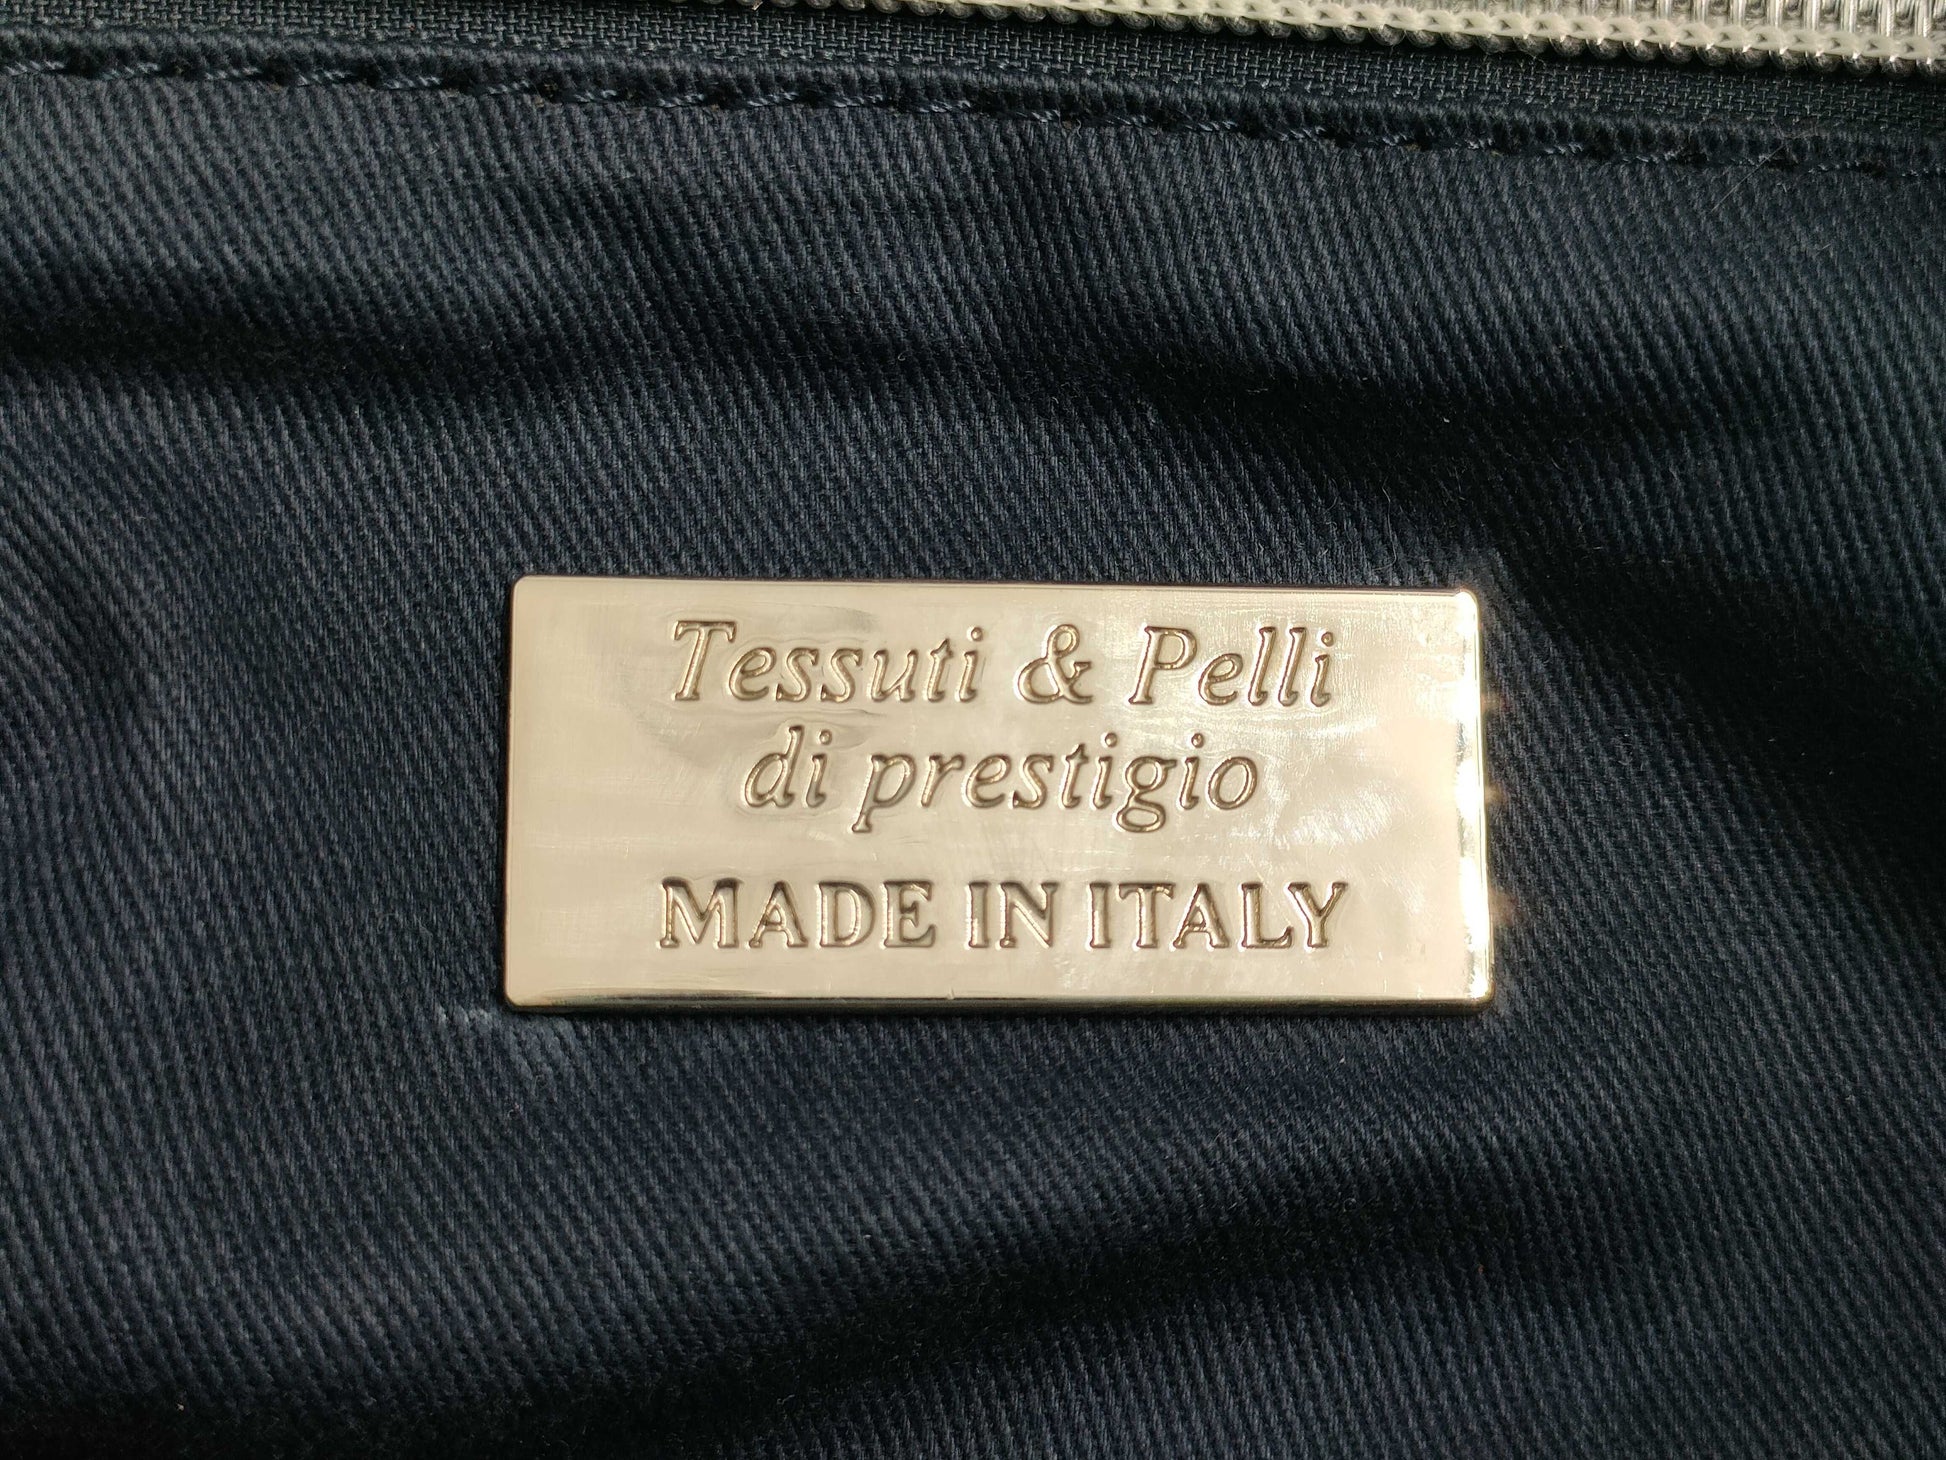 Tessuti & Pelli
di prestigio
MADE IN ITALY